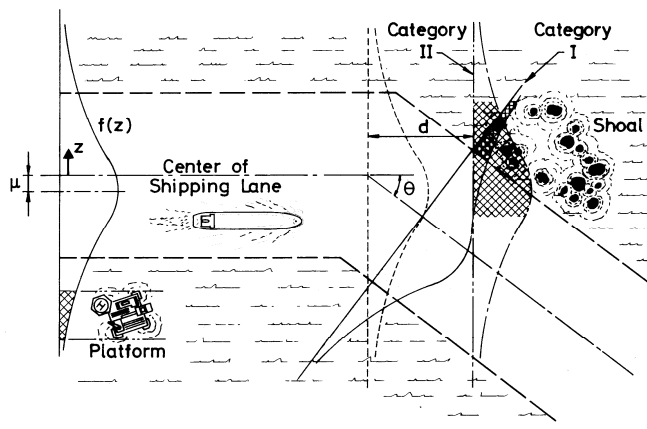 Category
II
Category
I
f(z)
z
d
Shoal
μ
Center of
Shipping Lane
θ
H
Platform